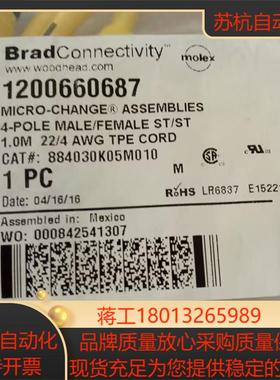 苏杭自动
BradConnectivity™
molex
www.woodhead.com
1200660687
MICRO-CHANGE® ASSEMBLIES
4-POLE MALE/FEMALE ST/ST
1.0M 22/4 AWG TPE CORD
CAT#: 884030K05M010
M
1 PC
RoHS LR6837 E1522
Date: 04/16/16
Assembled in: Mexico
WO: 000842541307
蒋工18013265989
自动化
品牌质量放心采购质量保
开票
现货充足为您提供稳定的